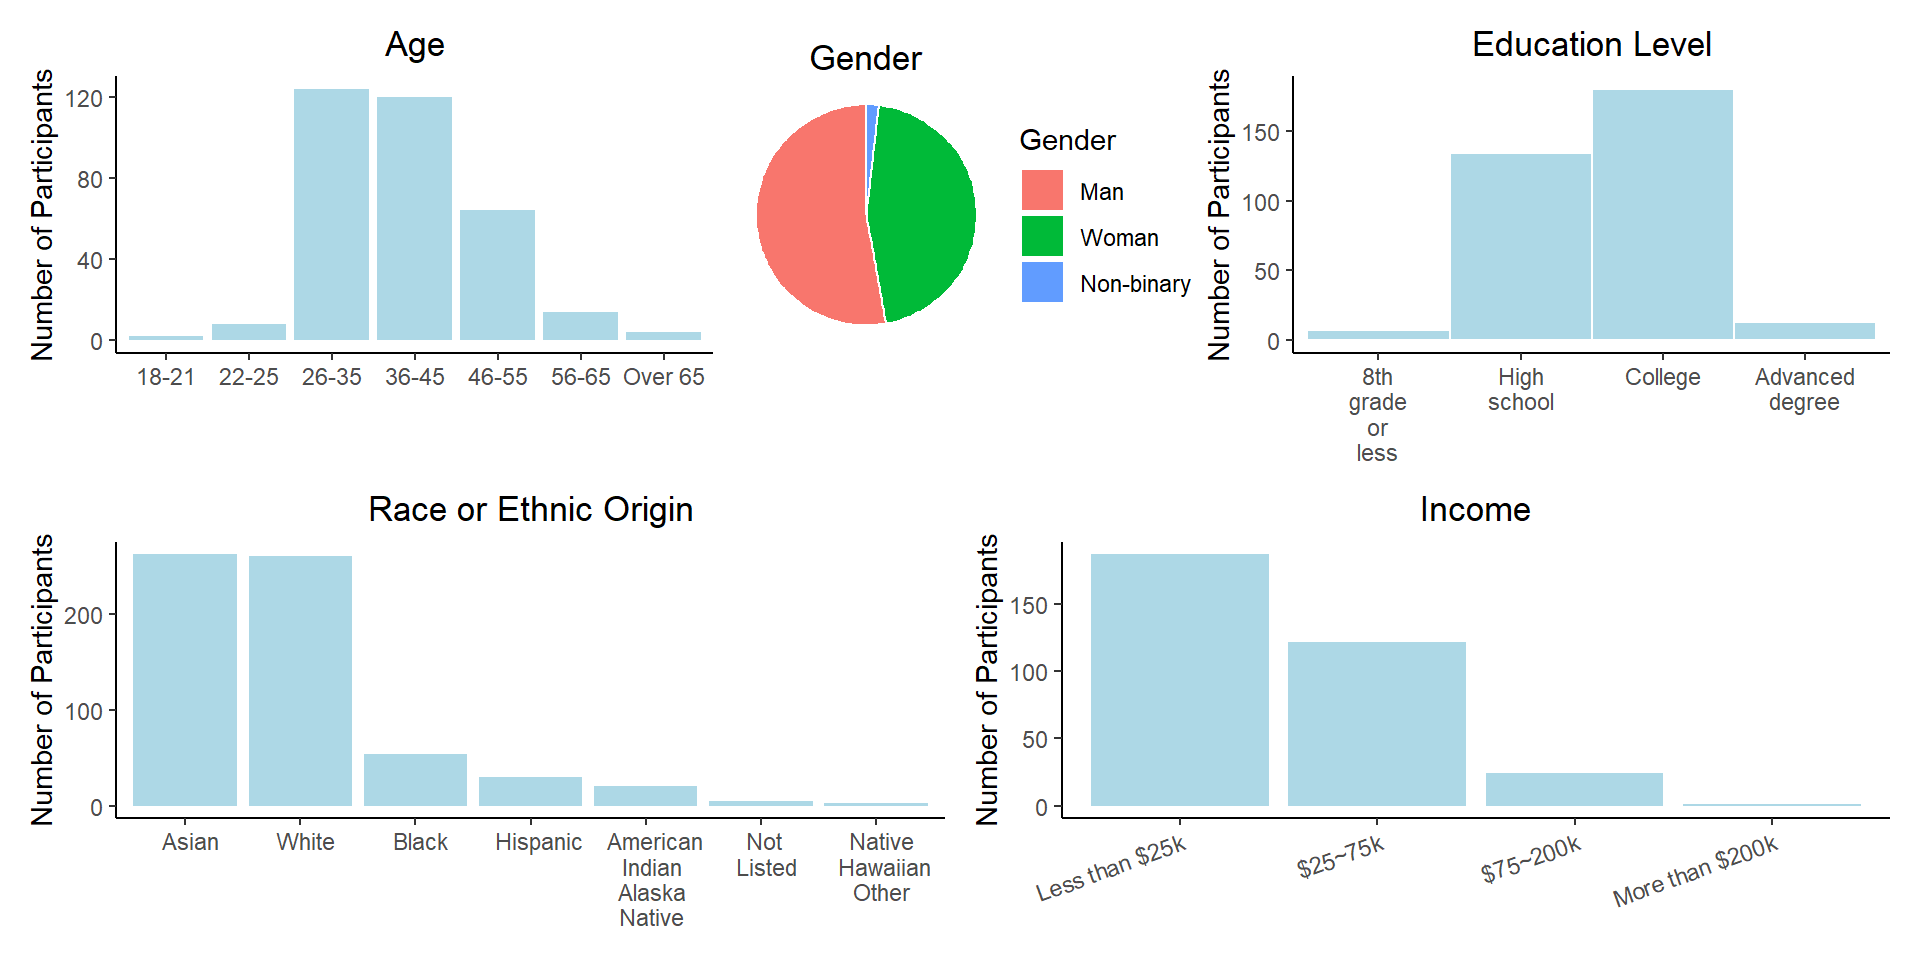 Age
Number of Participants
120
80
40
0
18-21 22-25 26-35 36-45 46-55 56-65 Over 65
Gender
Gender
Man
Woman
Non-binary
Education Level
Number of Participants
150
100
50
0
8th
grade
or
less
High
school
College
Advanced
degree
Race or Ethnic Origin
Number of Participants
200
100
0
Asian
White
Black
Hispanic
American
Indian
Alaska
Native
Not
Listed
Native
Hawaiian
Other
Income
Number of Participants
150
100
50
0
Less than $25k
$25~75k
$75~200k
More than $200k